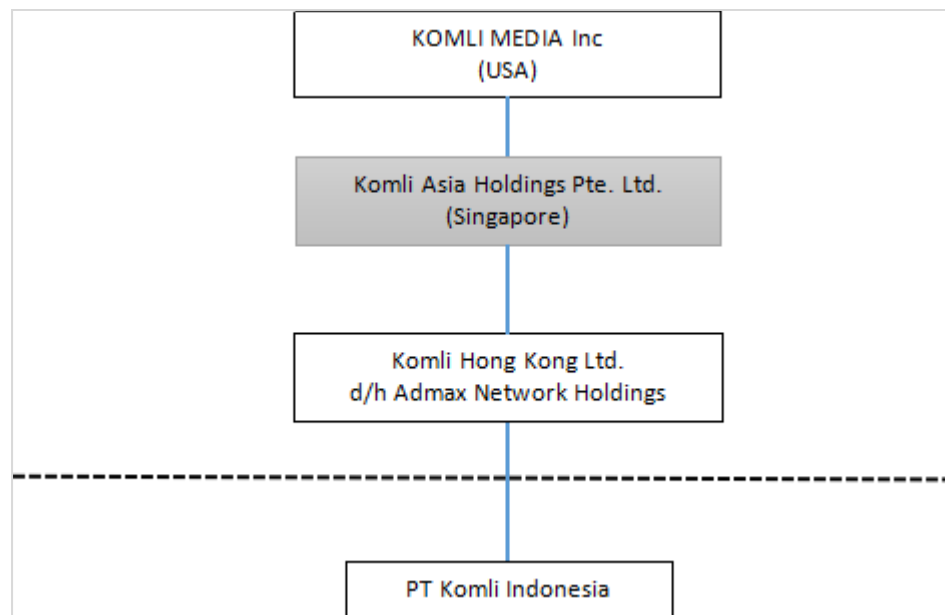 KOMLI MEDIA Inc
(USA)
Komli Asia Holdings Pte. Ltd.
(Singapore)
Komli Hong Kong Ltd.
d/h Admax Network Holdings
PT Komli Indonesia